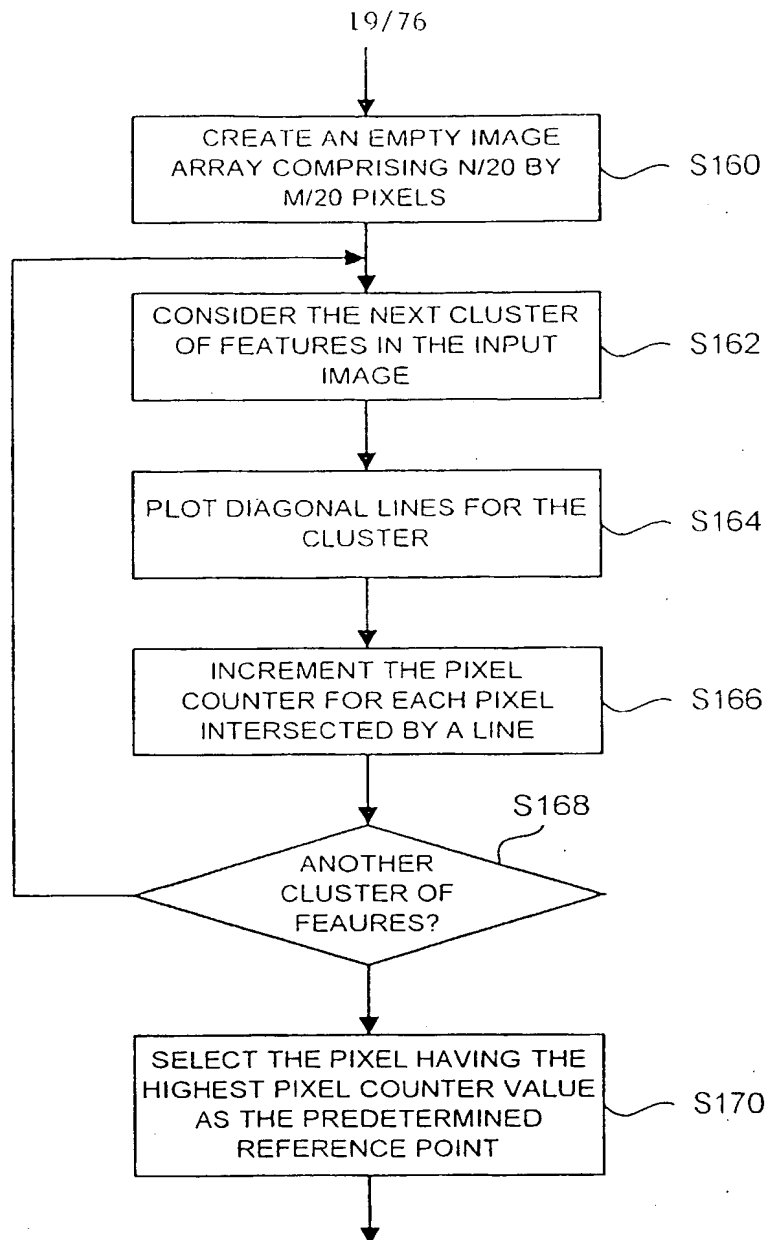 19/76
CREATE AN EMPTY IMAGE
ARRAY COMPRISING N/20 BY
M/20 PIXELS
S160
CONSIDER THE NEXT CLUSTER
OF FEATURES IN THE INPUT
IMAGE
S162
PLOT DIAGONAL LINES FOR THE
CLUSTER
S164
INCREMENT THE PIXEL
COUNTER FOR EACH PIXEL
INTERSECTED BY A LINE
S166
S168
ANOTHER
CLUSTER OF
FEAURES?
SELECT THE PIXEL HAVING THE
HIGHEST PIXEL COUNTER VALUE
AS THE PREDETERMINED
REFERENCE POINT
S170